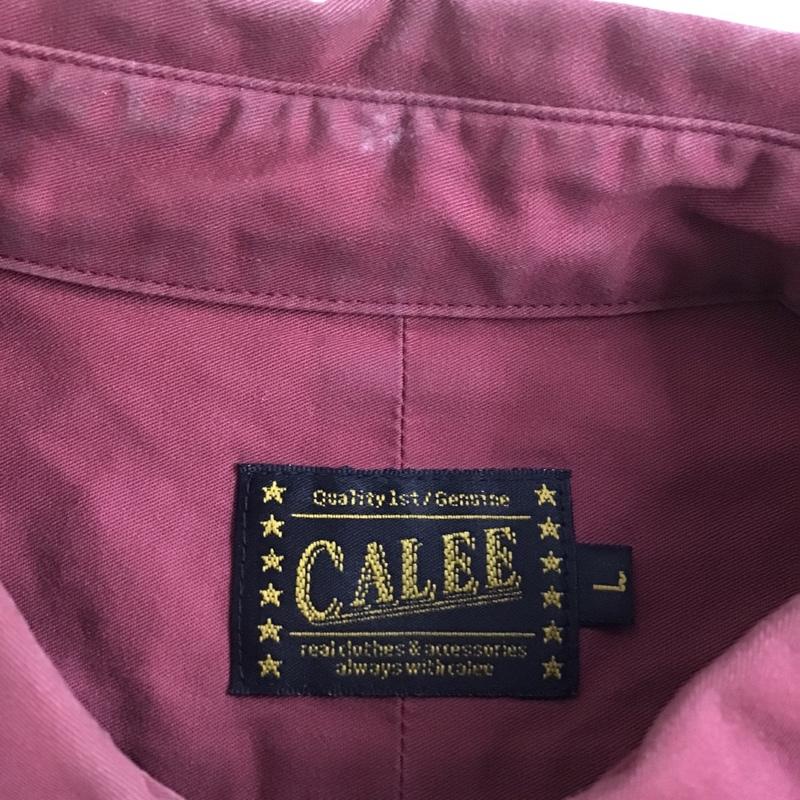 Quality 1st/Genuine
CALEE
real clothes & accessories
always with calee
L